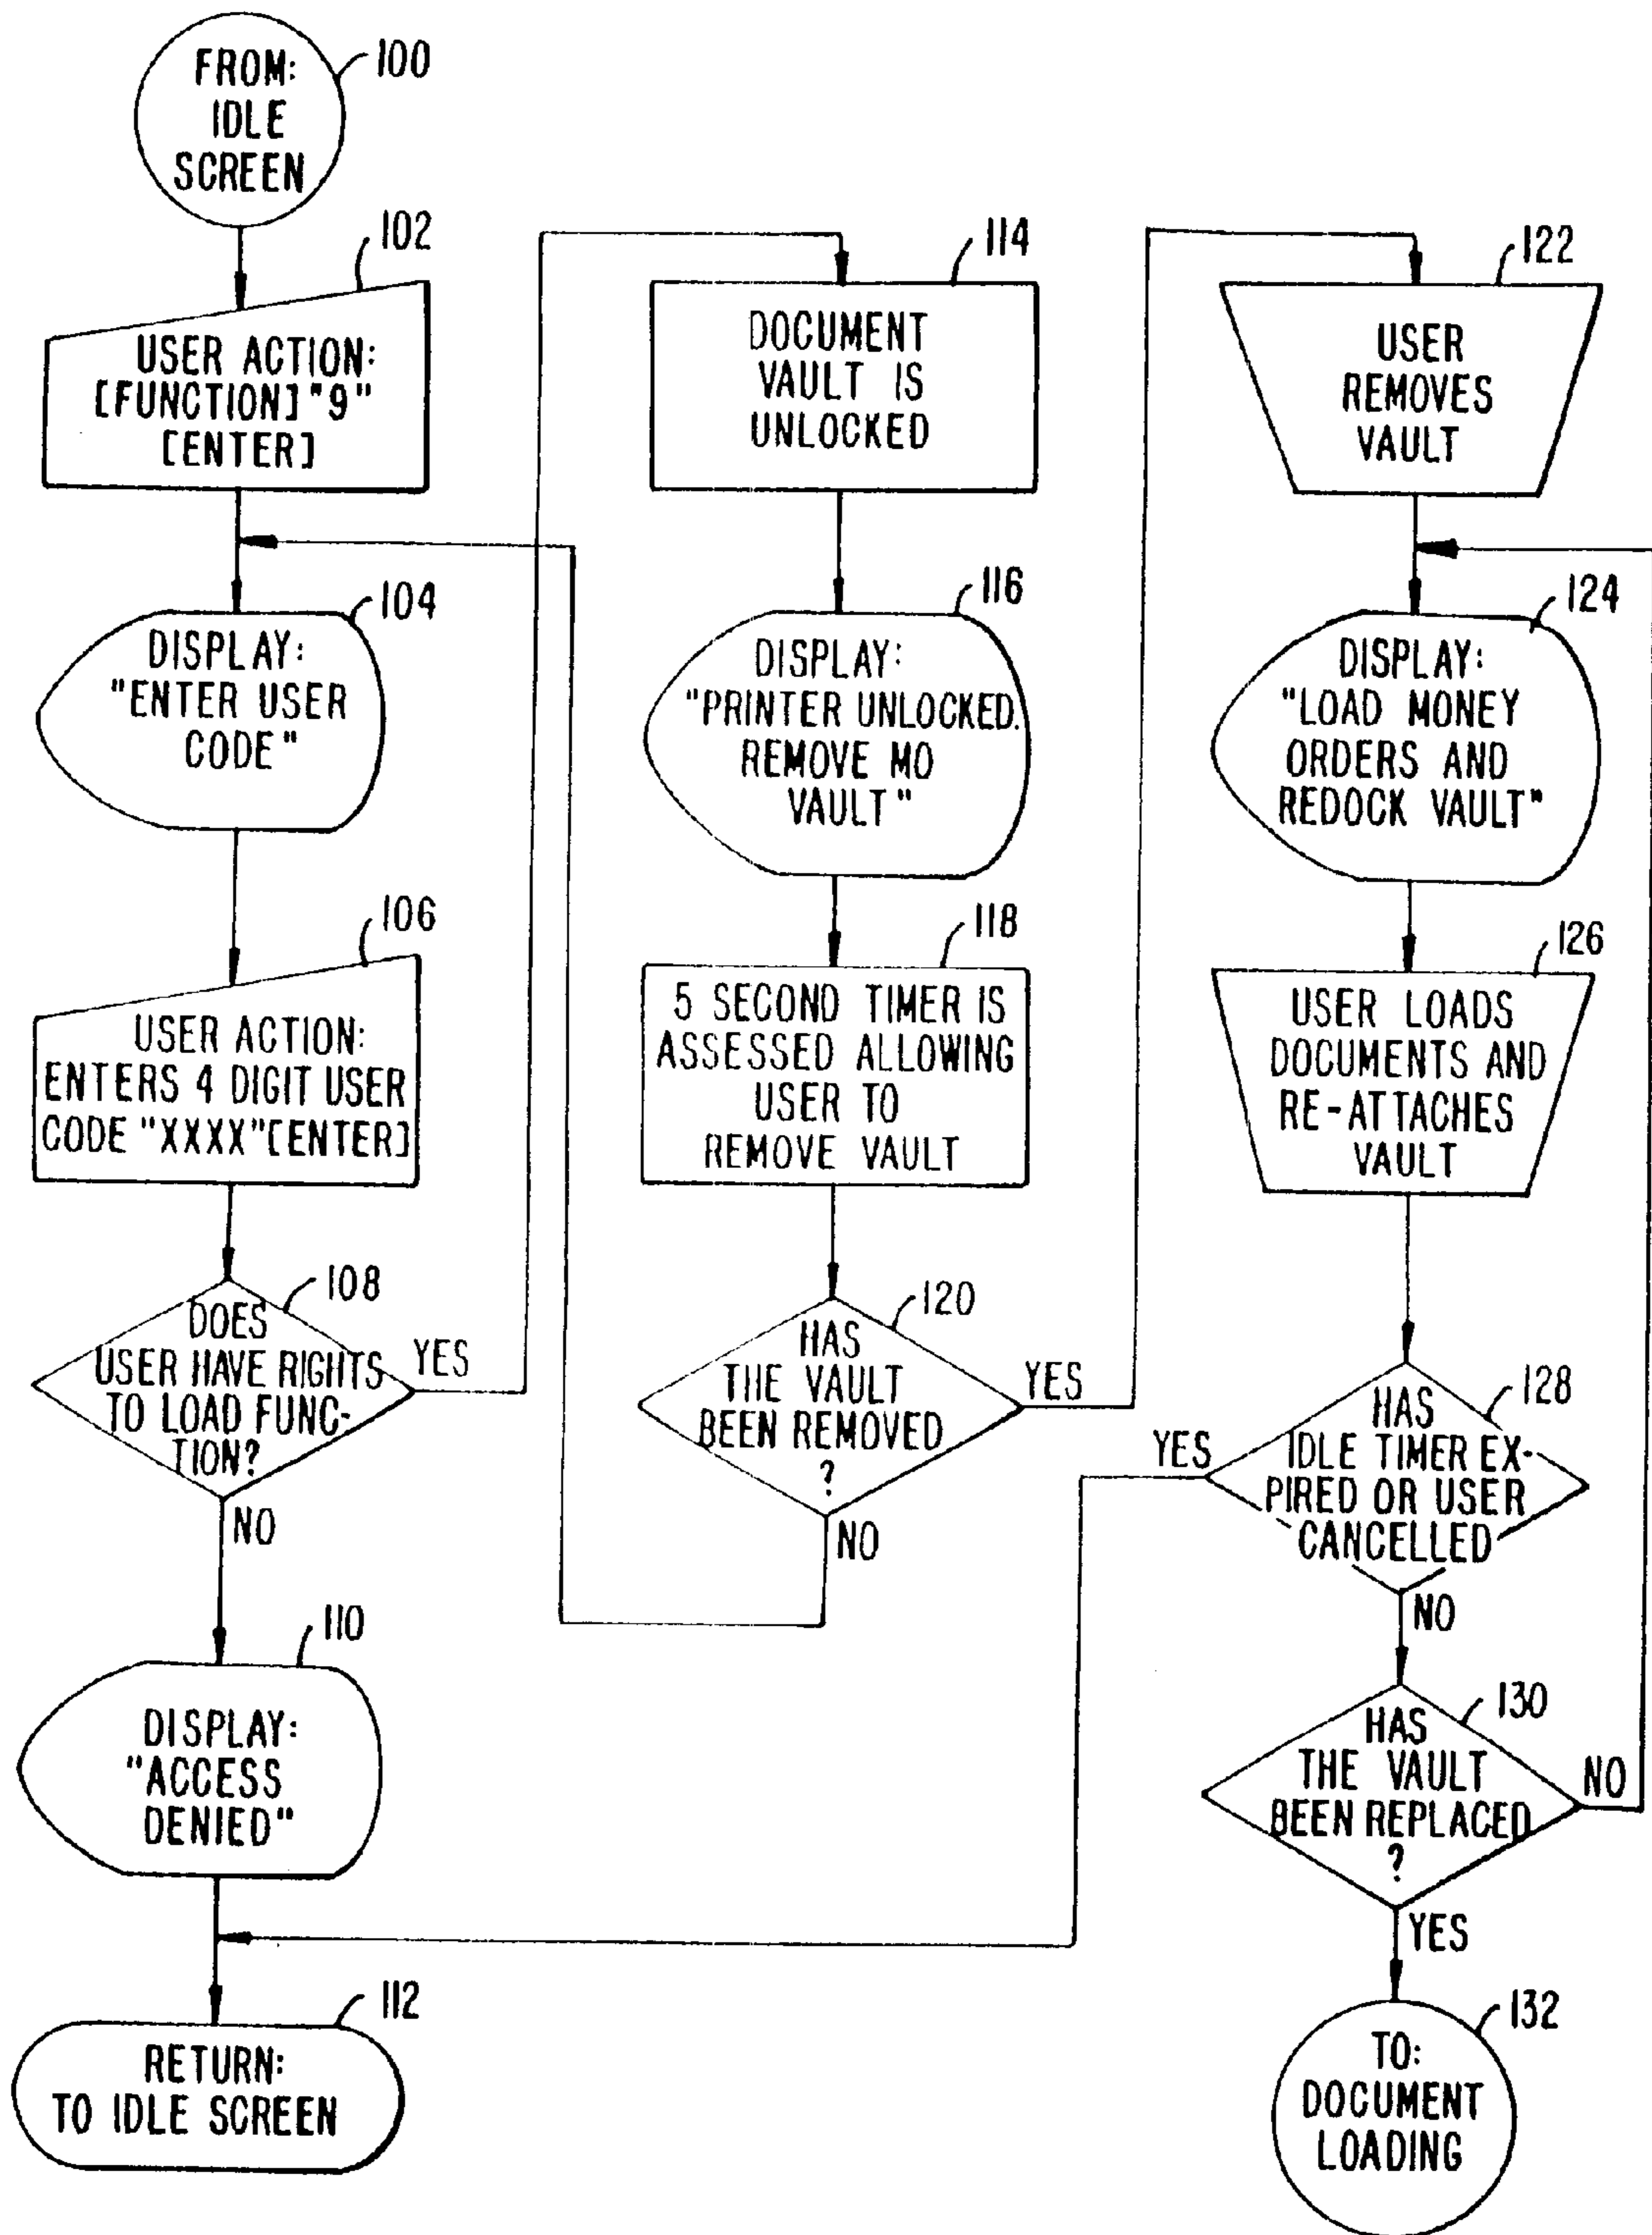 FROM:
IDLE
SCREEN
100
102
USER ACTION:
[FUNCTION] "9"
[ENTER]
104
DISPLAY:
"ENTER USER
CODE"
106
USER ACTION:
ENTERS 4 DIGIT USER
CODE "XXXX"[ENTER]
108
DOES
USER HAVE RIGHTS
TO LOAD FUNC-
TION?
YES
NO
110
DISPLAY:
"ACCESS
DENIED"
112
RETURN:
TO IDLE SCREEN
114
DOCUMENT
VAULT IS
UNLOCKED
116
DISPLAY:
"PRINTER UNLOCKED.
REMOVE MO
VAULT"
118
5 SECOND TIMER IS
ASSESSED ALLOWING
USER TO
REMOVE VAULT
120
HAS
THE VAULT
BEEN REMOVED
?
YES
NO
122
USER
REMOVES
VAULT
124
DISPLAY:
"LOAD MONEY
ORDERS AND
REDOCK VAULT"
126
USER LOADS
DOCUMENTS AND
RE-ATTACHES
VAULT
128
HAS
IDLE TIMER EX-
PIRED OR USER
CANCELLED
YES
NO
130
HAS
THE VAULT
BEEN REPLACED
?
NO
YES
132
TO:
DOCUMENT
LOADING